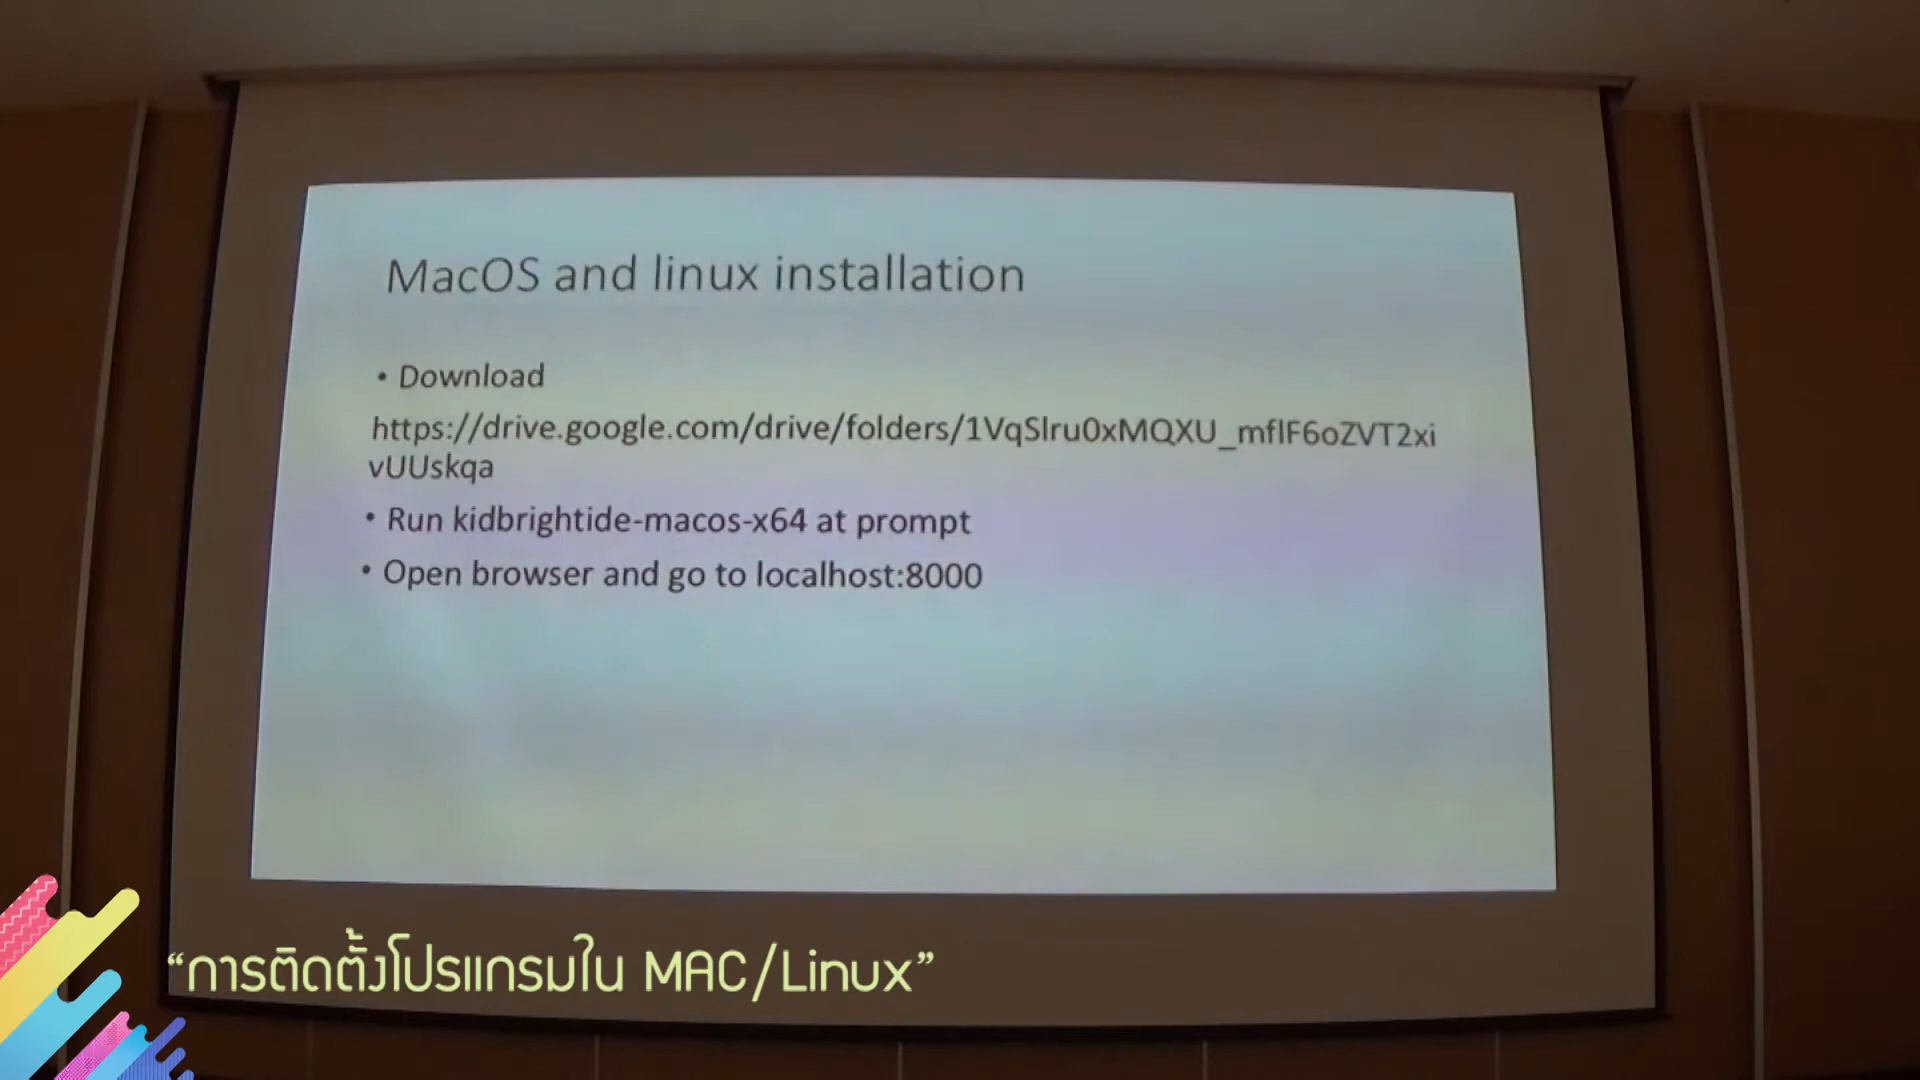 MacOS and linux installation
• Download
https://drive.google.com/drive/folders/1VqSlru0xMQXU_mflF6oZVT2xi
vUUskqa
• Run kidbrightide-macos-x64 at prompt
• Open browser and go to localhost:8000
“การติดตั้งโปรแกรมใน MAC/Linux”